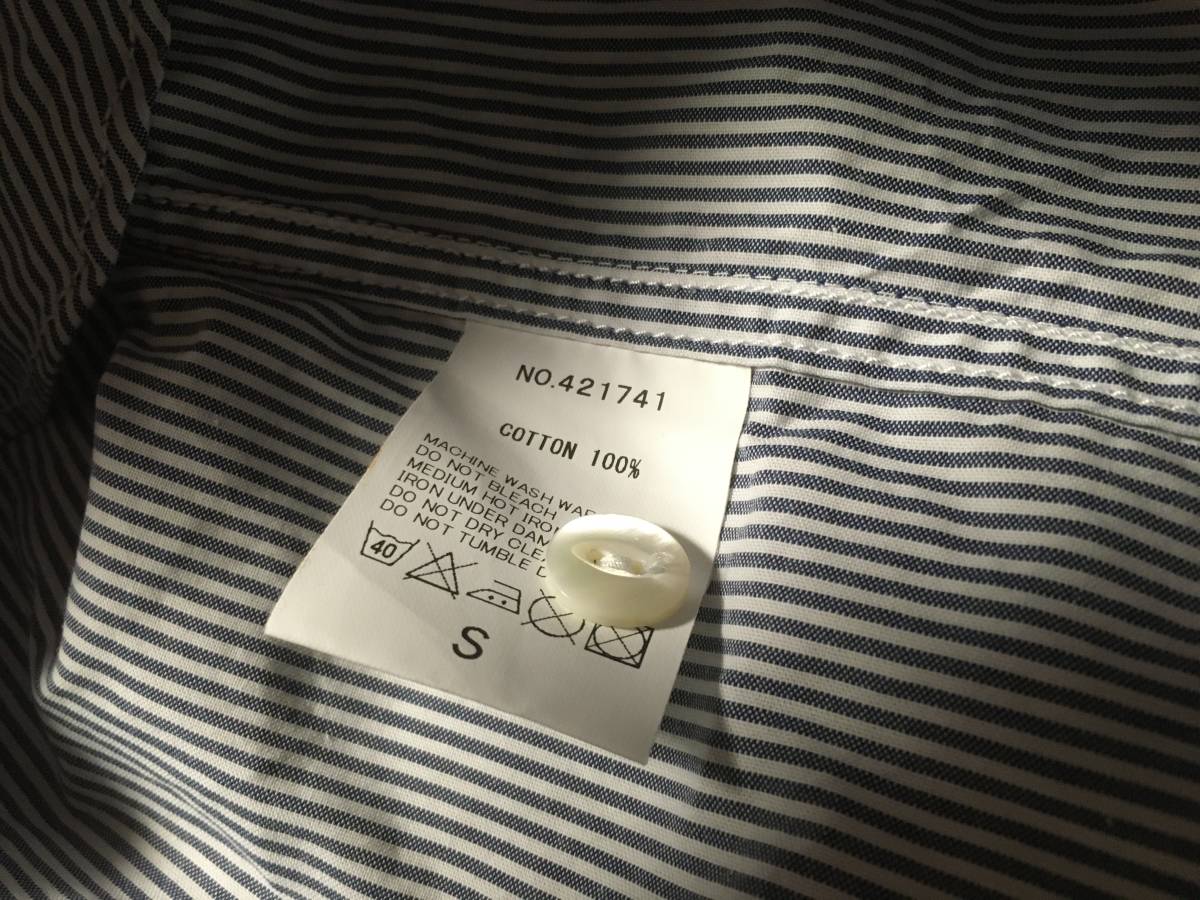 NO.421741
COTTON 100%
MACHINE WASH
DO NOT BLEACH
MEDIUM HOT IRON
IRON UNDER
DO NOT DRY
DO NOT TUMBLE
40
S